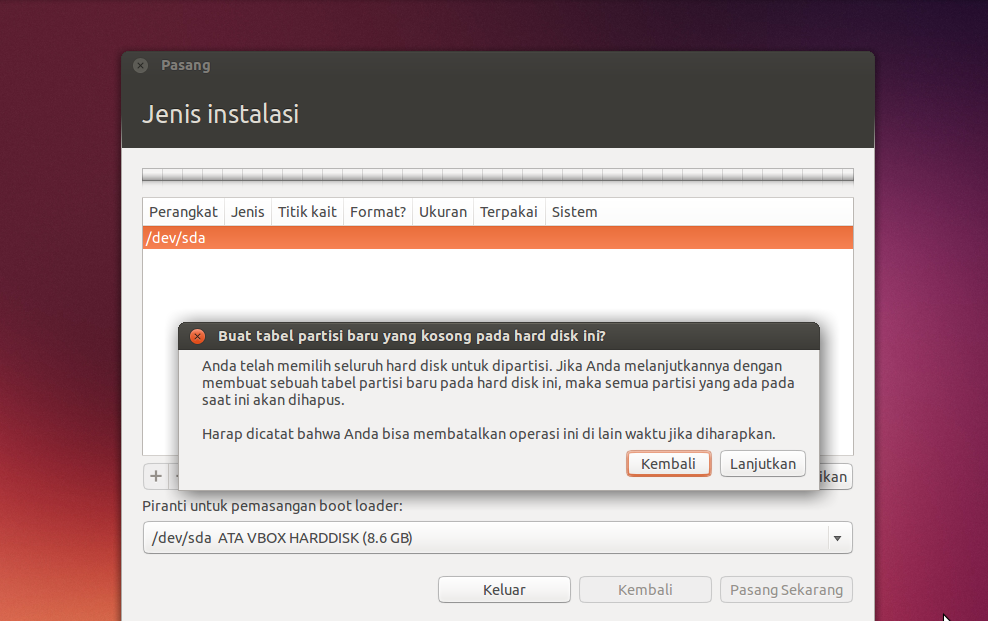 Pasang
Jenis instalasi
Perangkat Jenis Titik kait Format? Ukuran Terpakai Sistem
/dev/sda
Buat tabel partisi baru yang kosong pada hard disk ini?
Anda telah memilih seluruh hard disk untuk dipartisi. Jika Anda melanjutkannya dengan
membuat sebuah tabel partisi baru pada hard disk ini, maka semua partisi yang ada pada
saat ini akan dihapus.
Harap dicatat bahwa Anda bisa membatalkan operasi ini di lain waktu jika diharapkan.
Kembali Lanjutkan
+ ikan
Piranti untuk pemasangan boot loader:
/dev/sda ATA VBOX HARDDISK (8.6 GB)
Keluar Kembali Pasang Sekarang